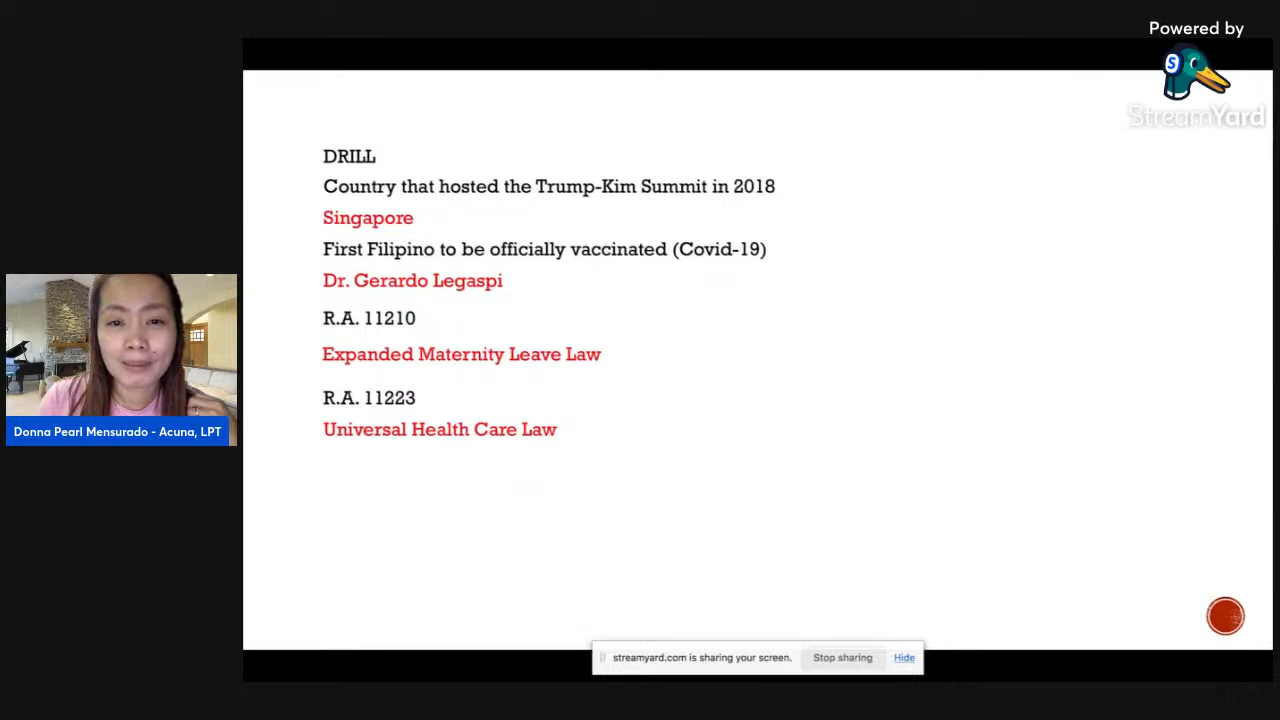 Powered by
StreamYard
DRILL
Country that hosted the Trump-Kim Summit in 2018
Singapore
First Filipino to be officially vaccinated (Covid-19)
Dr. Gerardo Legaspi
R.A. 11210
Expanded Maternity Leave Law
R.A. 11223
Universal Health Care Law
Donna Pearl Mensurado - Acuna, LPT
streamyard.com is sharing your screen. Stop sharing Hide